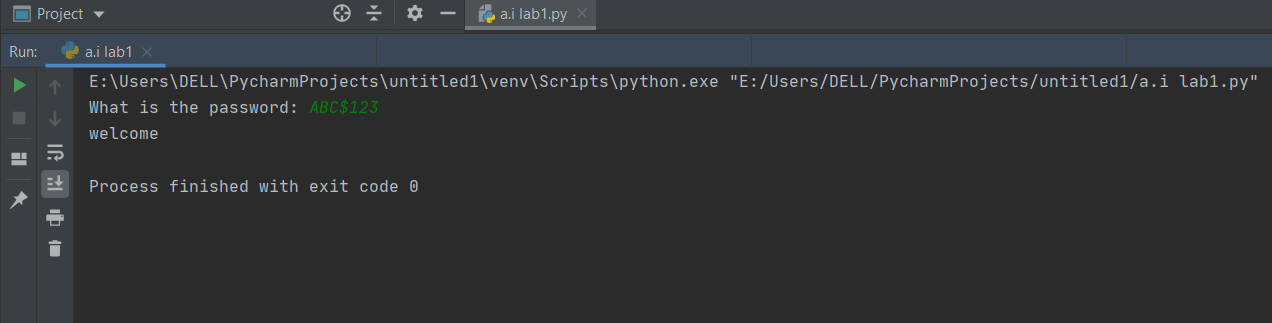 Project a.i lab1.py
Run: a.i lab1
E:\Users\DELL\PycharmProjects\untitled1\venv\Scripts\python.exe "E:/Users/DELL/PycharmProjects/untitled1/a.i lab1.py"
What is the password: ABC$123
welcome
Process finished with exit code 0